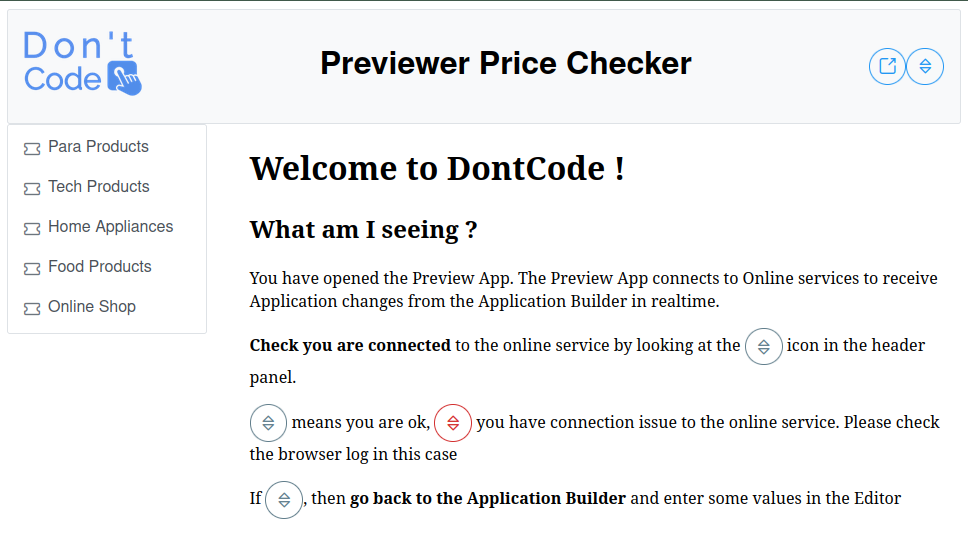 Don't
Code
Previewer Price Checker
Para Products
Tech Products
Home Appliances
Food Products
Online Shop
Welcome to DontCode !
What am I seeing ?
You have opened the Preview App. The Preview App connects to Online services to receive
Application changes from the Application Builder in realtime.
Check you are connected to the online service by looking at the icon in the header
panel.
means you are ok, you have connection issue to the online service. Please check
the browser log in this case
If , then go back to the Application Builder and enter some values in the Editor